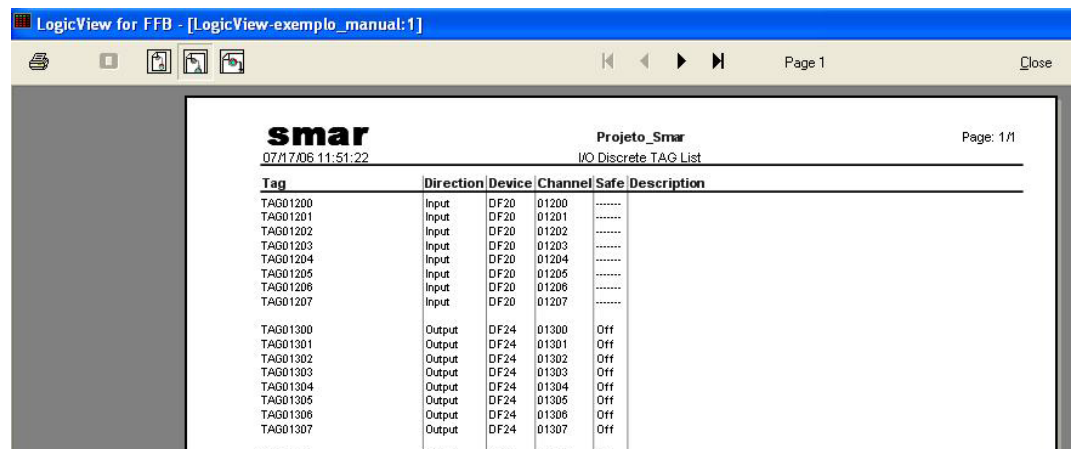 LogicView for FFB - [LogicView-exemplo_manual:1]
Page 1 Close
smar Projeto_Smar Page: 1/1
07/17/06 11:51:22 I/O Discrete TAG List
Tag Direction Device Channel Safe Description
TAG01200 Input DF20 01200 -------
TAG01201 Input DF20 01201 -------
TAG01202 Input DF20 01202 -------
TAG01203 Input DF20 01203 -------
TAG01204 Input DF20 01204 -------
TAG01205 Input DF20 01205 -------
TAG01206 Input DF20 01206 -------
TAG01207 Input DF20 01207 -------
TAG01300 Output DF24 01300 Off
TAG01301 Output DF24 01301 Off
TAG01302 Output DF24 01302 Off
TAG01303 Output DF24 01303 Off
TAG01304 Output DF24 01304 Off
TAG01305 Output DF24 01305 Off
TAG01306 Output DF24 01306 Off
TAG01307 Output DF24 01307 Off